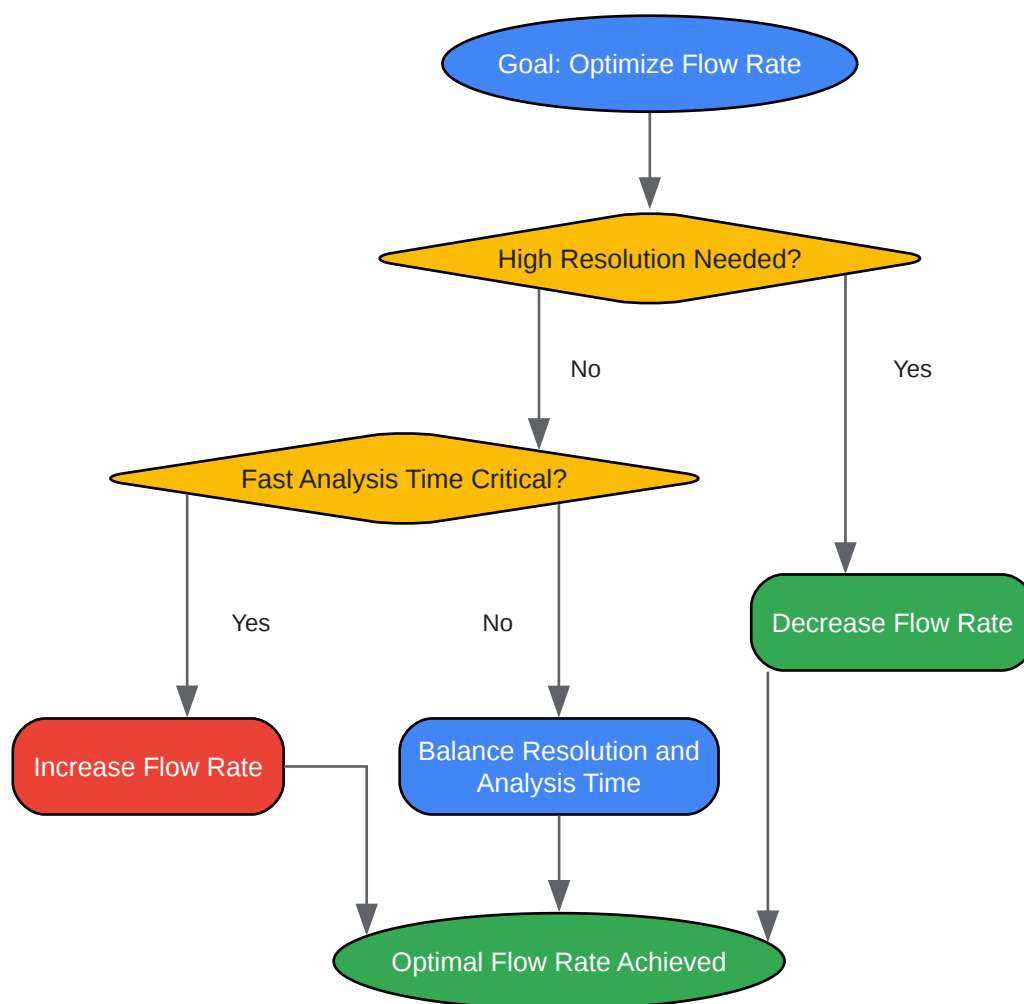 Goal: Optimize Flow Rate
High Resolution Needed?
No
Yes
Fast Analysis Time Critical?
Yes
No
Decrease Flow Rate
Increase Flow Rate
Balance Resolution and
Analysis Time
Optimal Flow Rate Achieved